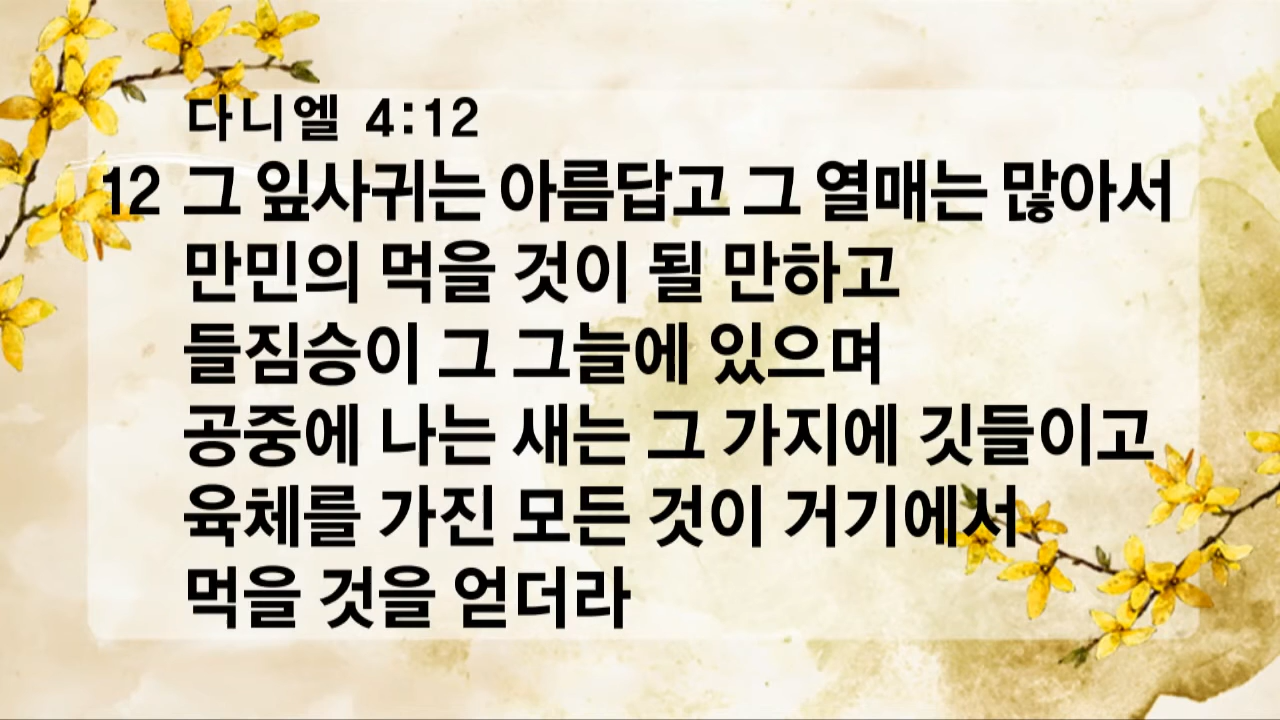 다니엘 4:12
12 그 잎사귀는 아름답고 그 열매는 많아서
만민의 먹을 것이 될 만하고
들짐승이 그 그늘에 있으며
공중에 나는 새는 그 가지에 깃들이고
육체를 가진 모든 것이 거기에서
먹을 것을 얻더라